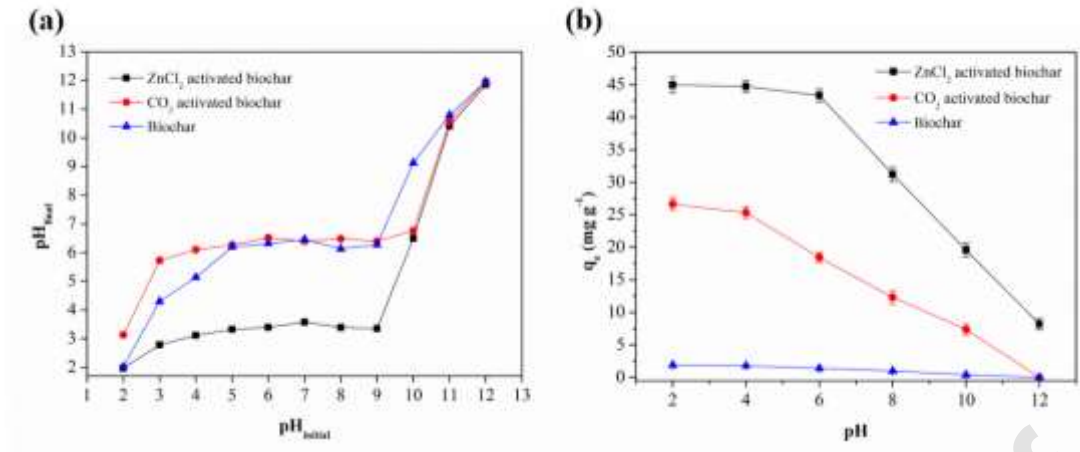 (a)
13
12
11
10
9
8
7
6
5
4
3
2
ZnCl₂ activated biochar
CO₂ activated biochar
Biochar
pH_final
1 2 3 4 5 6 7 8 9 10 11 12 13
pH_initial
(b)
50
45
40
35
30
25
20
15
10
5
0
ZnCl₂ activated biochar
CO₂ activated biochar
Biochar
qₑ (mg g⁻¹)
2 4 6 8 10 12
pH